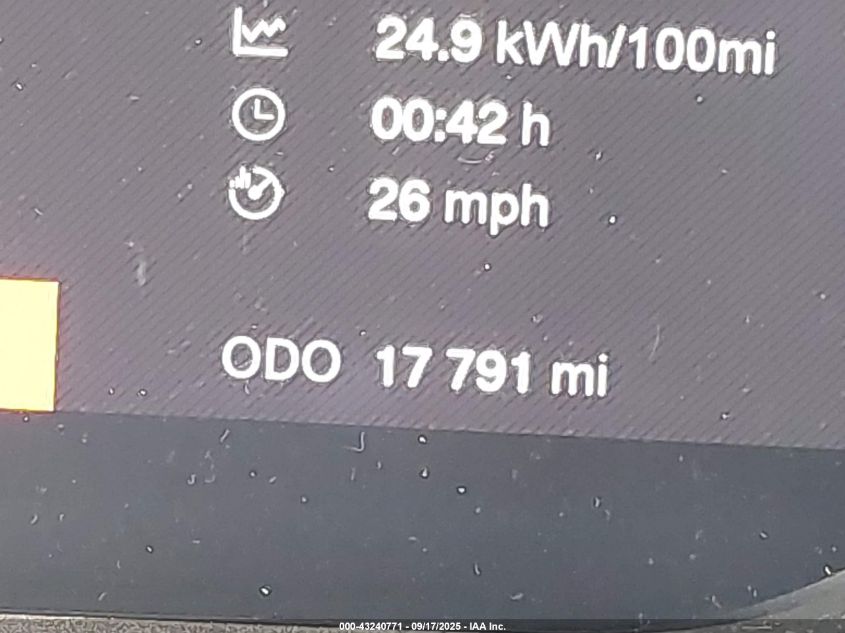 24.9 kWh/100mi
00:42 h
26 mph
ODO 17 791 mi
000-43240771 - 09/17/2025 - IAA Inc.